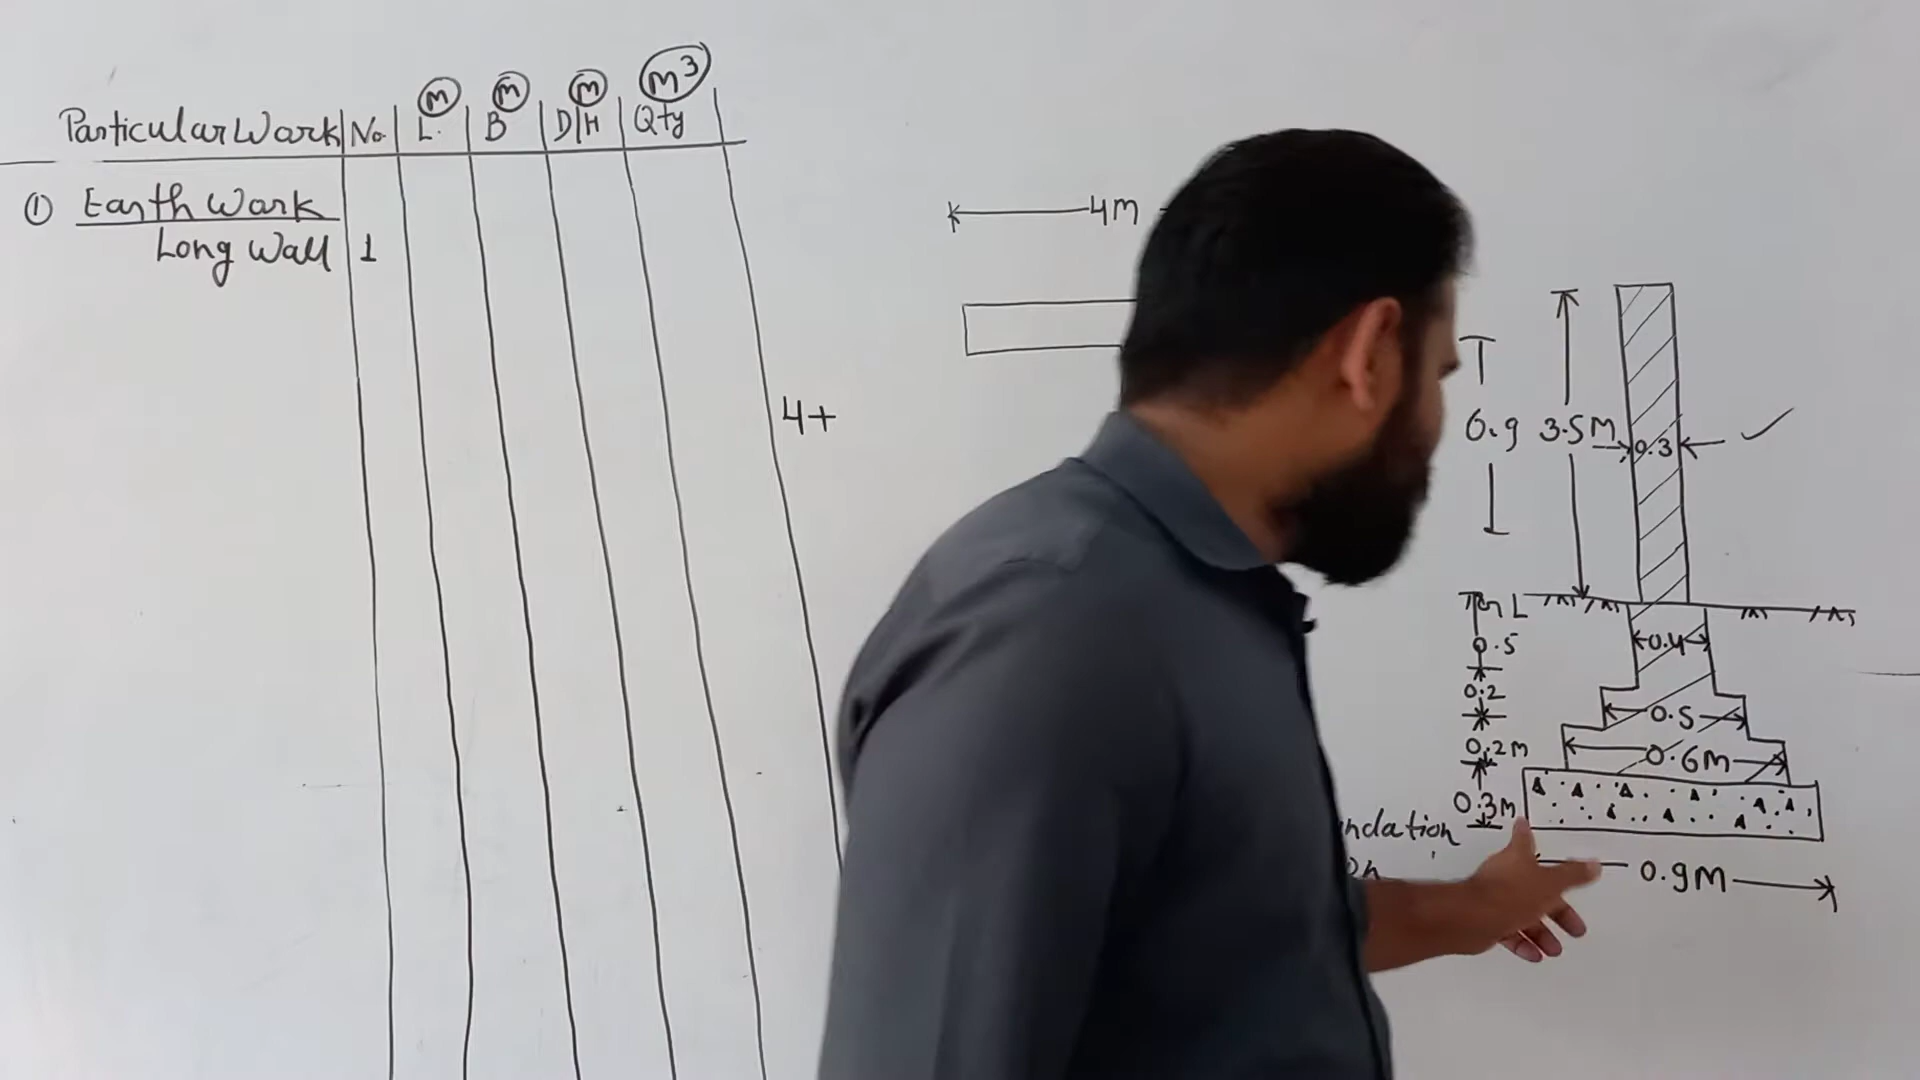 m m m m³
Particular Work No. L. B D/H Qty
① Earth Work
Long Wall 1
4+
4m
0.9 3.5m 0.3
0.5 0.4
0.2 0.5
0.2m 0.6m
0.3m
ndation
on
0.9m